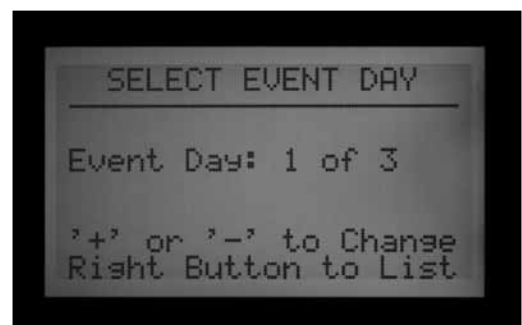 SELECT EVENT DAY
Event Day: 1 of 3
'+' or '-' to Change
Right Button to List